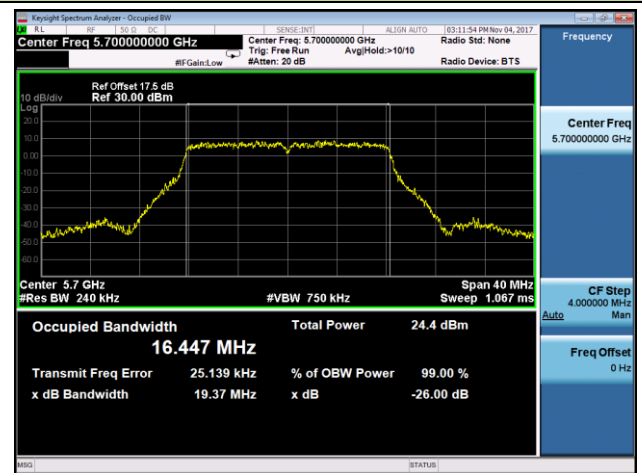 Keysight Spectrum Analyzer - Occupied BW
RL RF 50 Ω DC SENSE:INT ALIGN AUTO 03:11:54 PM Nov 04, 2017
Center Freq 5.700000000 GHz Center Freq: 5.700000000 GHz Radio Std: None Frequency
Trig: Free Run Avg|Hold:>10/10
#IFGain:Low #Atten: 20 dB Radio Device: BTS
Ref Offset 17.5 dB
10 dB/div Ref 30.00 dBm
Log
20.0
10.0
0.00
-10.0
-20.0
-30.0
-40.0
-50.0
-60.0
Center Freq
5.700000000 GHz
Center 5.7 GHz Span 40 MHz
#Res BW 240 kHz #VBW 750 kHz Sweep 1.067 ms
CF Step
4.000000 MHz
Auto Man
Occupied Bandwidth Total Power 24.4 dBm
16.447 MHz
Transmit Freq Error 25.139 kHz % of OBW Power 99.00 %
x dB Bandwidth 19.37 MHz x dB -26.00 dB
Freq Offset
0 Hz
MSG STATUS